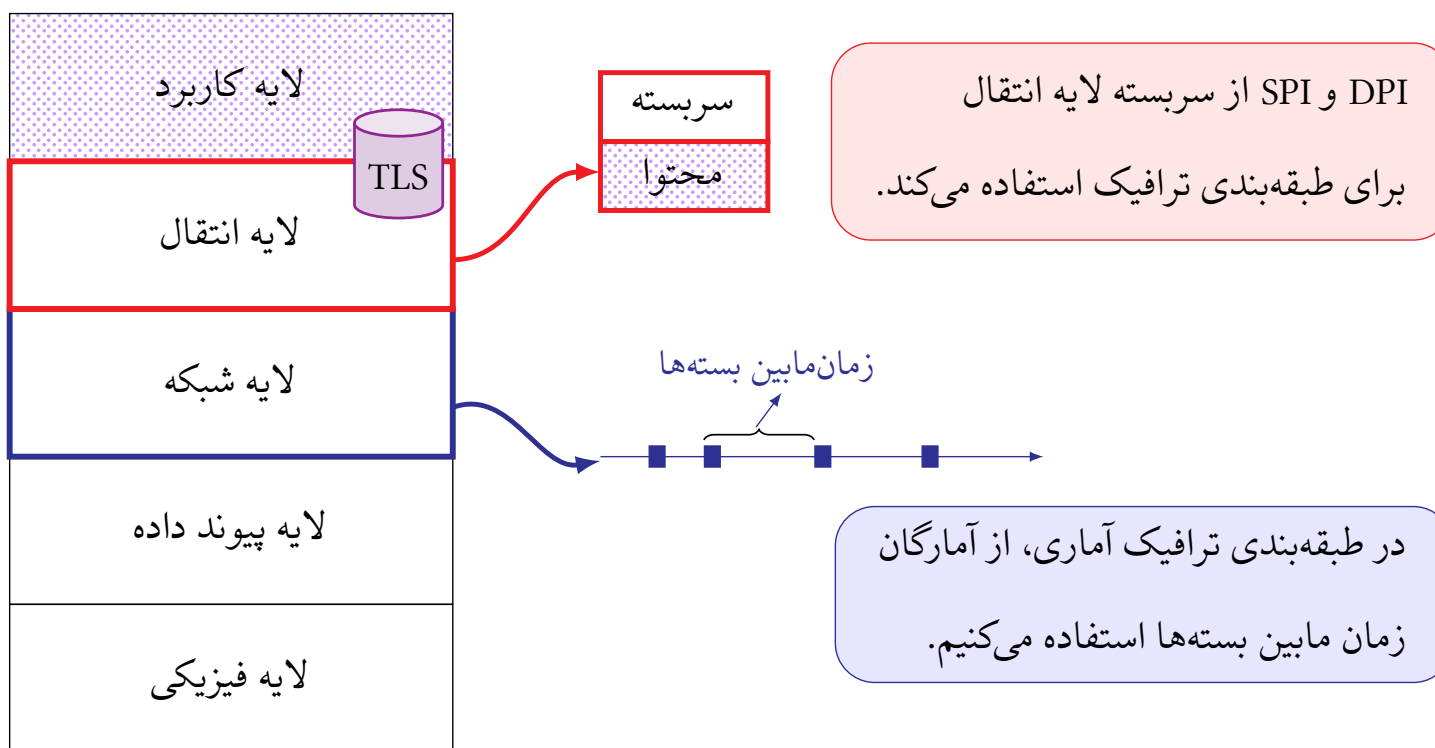 لایه کاربرد
TLS
لایه انتقال
لایه شبکه
لایه پیوند داده
لایه فیزیکی
سربسته
محتوا
DPI و SPI از سربسته لایه انتقال
برای طبقه‌بندی ترافیک استفاده می‌کند.
زمان‌مابین بسته‌ها
در طبقه‌بندی ترافیک آماری، از آمارگان
زمان مابین بسته‌ها استفاده می‌کنیم.